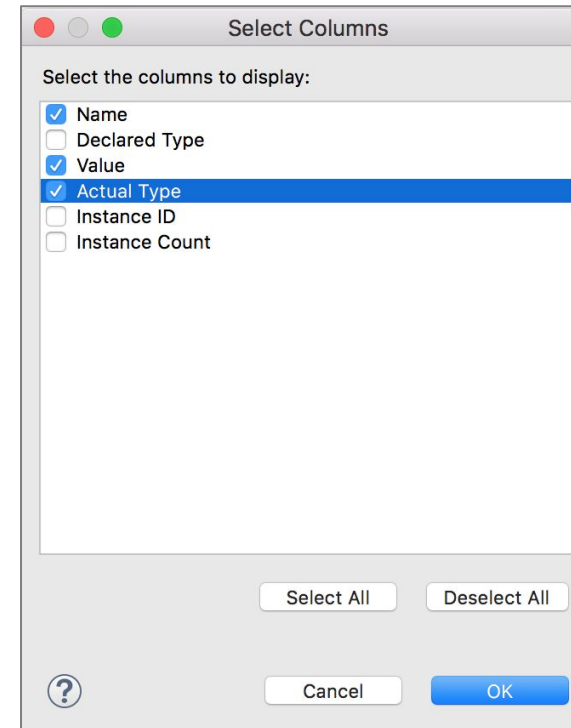 Select Columns
Select the columns to display:
Name
Declared Type
Value
Actual Type
Instance ID
Instance Count
Select All Deselect All
? Cancel OK